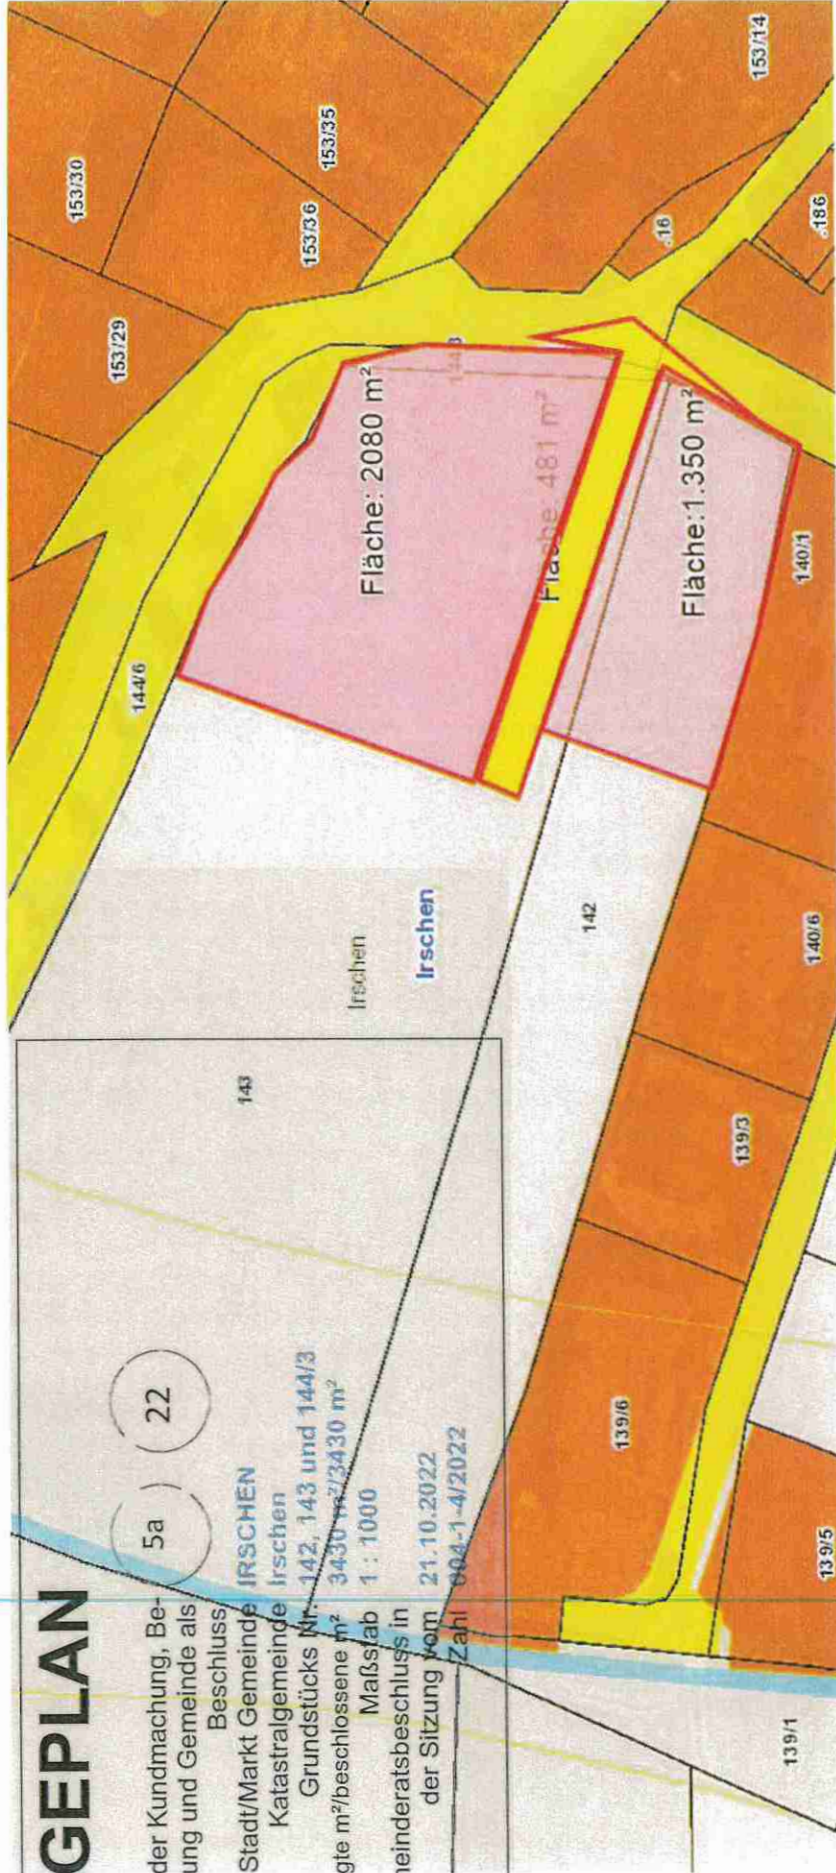 GEPLAN
der Kundmachung, Be-
ung und Gemeinde als
Beschluss
5a
22
Stadt/Markt Gemeinde IRSCHEN
Katastralgemeinde Irschen
Grundstücks Nr. 142, 143 und 144/3
gte m²/beschlossene m² 3430 m²/3430 m²
Maßstab 1 : 1000
neinderatsbeschluss in
der Sitzung vom 21.10.2022
Zahl 004-1-4/2022
143
Irschen
Irschen
142
144/6
Fläche: 2080 m²
Fläche: 481 m²
Fläche:1.350 m²
153/29
153/30
153/36
153/35
153/14
.16
.186
140/1
140/6
139/3
139/6
139/5
139/1